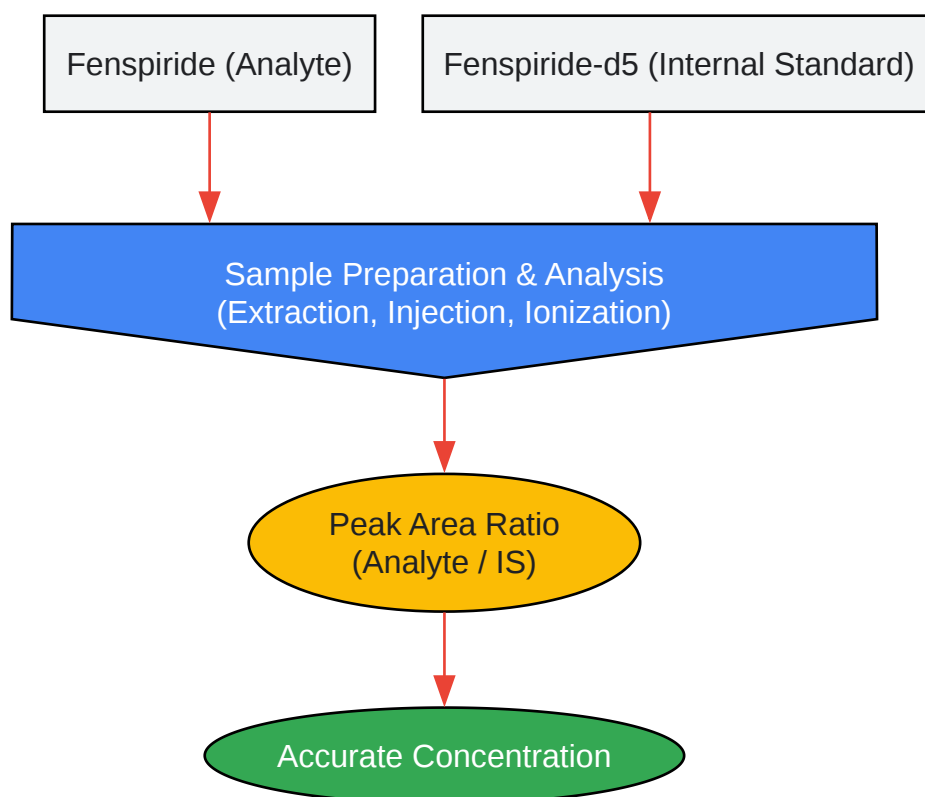 Fenspiride (Analyte)
Fenspiride-d5 (Internal Standard)
Sample Preparation & Analysis
(Extraction, Injection, Ionization)
Peak Area Ratio
(Analyte / IS)
Accurate Concentration